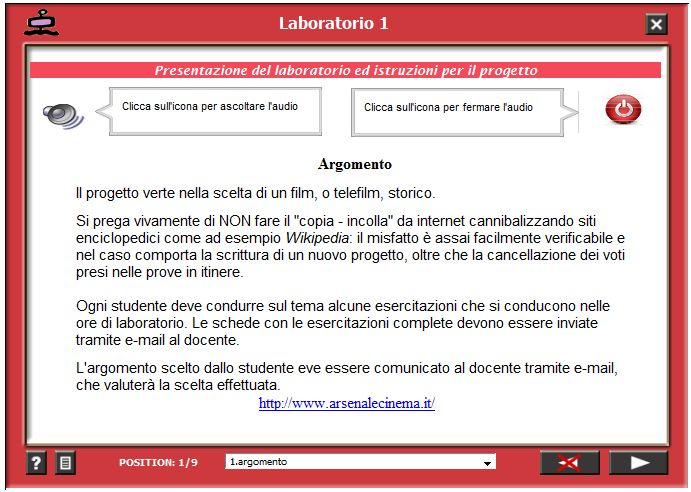 Laboratorio 1
Presentazione del laboratorio ed istruzioni per il progetto
Clicca sull'icona per ascoltare l'audio
Clicca sull'icona per fermare l'audio
Argomento
Il progetto verte nella scelta di un film, o telefilm, storico.
Si prega vivamente di NON fare il "copia - incolla" da internet cannibalizzando siti
enciclopedici come ad esempio Wikipedia: il misfatto è assai facilmente verificabile e
nel caso comporta la scrittura di un nuovo progetto, oltre che la cancellazione dei voti
presi nelle prove in itinere.
Ogni studente deve condurre sul tema alcune esercitazioni che si conducono nelle
ore di laboratorio. Le schede con le esercitazioni complete devono essere inviate
tramite e-mail al docente.
L'argomento scelto dallo studente eve essere comunicato al docente tramite e-mail,
che valuterà la scelta effettuata.
http://www.arsenalecinema.it/
?
POSITION: 1/9
1.argomento